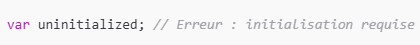 var uninitialized; // Erreur : initialisation requise